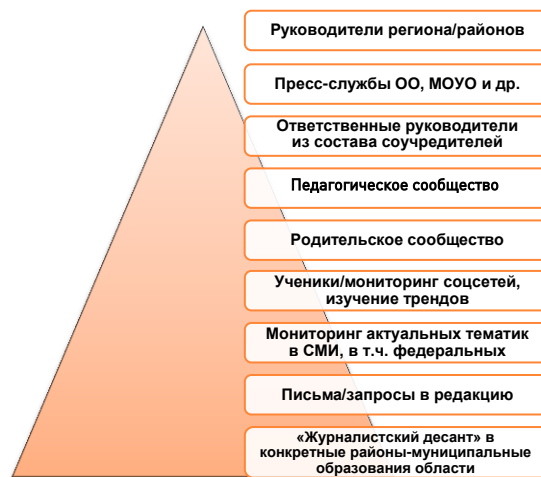 Руководители региона/районов
Пресс-службы ОО, МОУО и др.
Ответственные руководители
из состава соучредителей
Педагогическое сообщество
Родительское сообщество
Ученики/мониторинг соцсетей,
изучение трендов
Мониторинг актуальных тематик
в СМИ, в т.ч. федеральных
Письма/запросы в редакцию
«Журналистский десант» в
конкретные районы-муниципальные
образования области